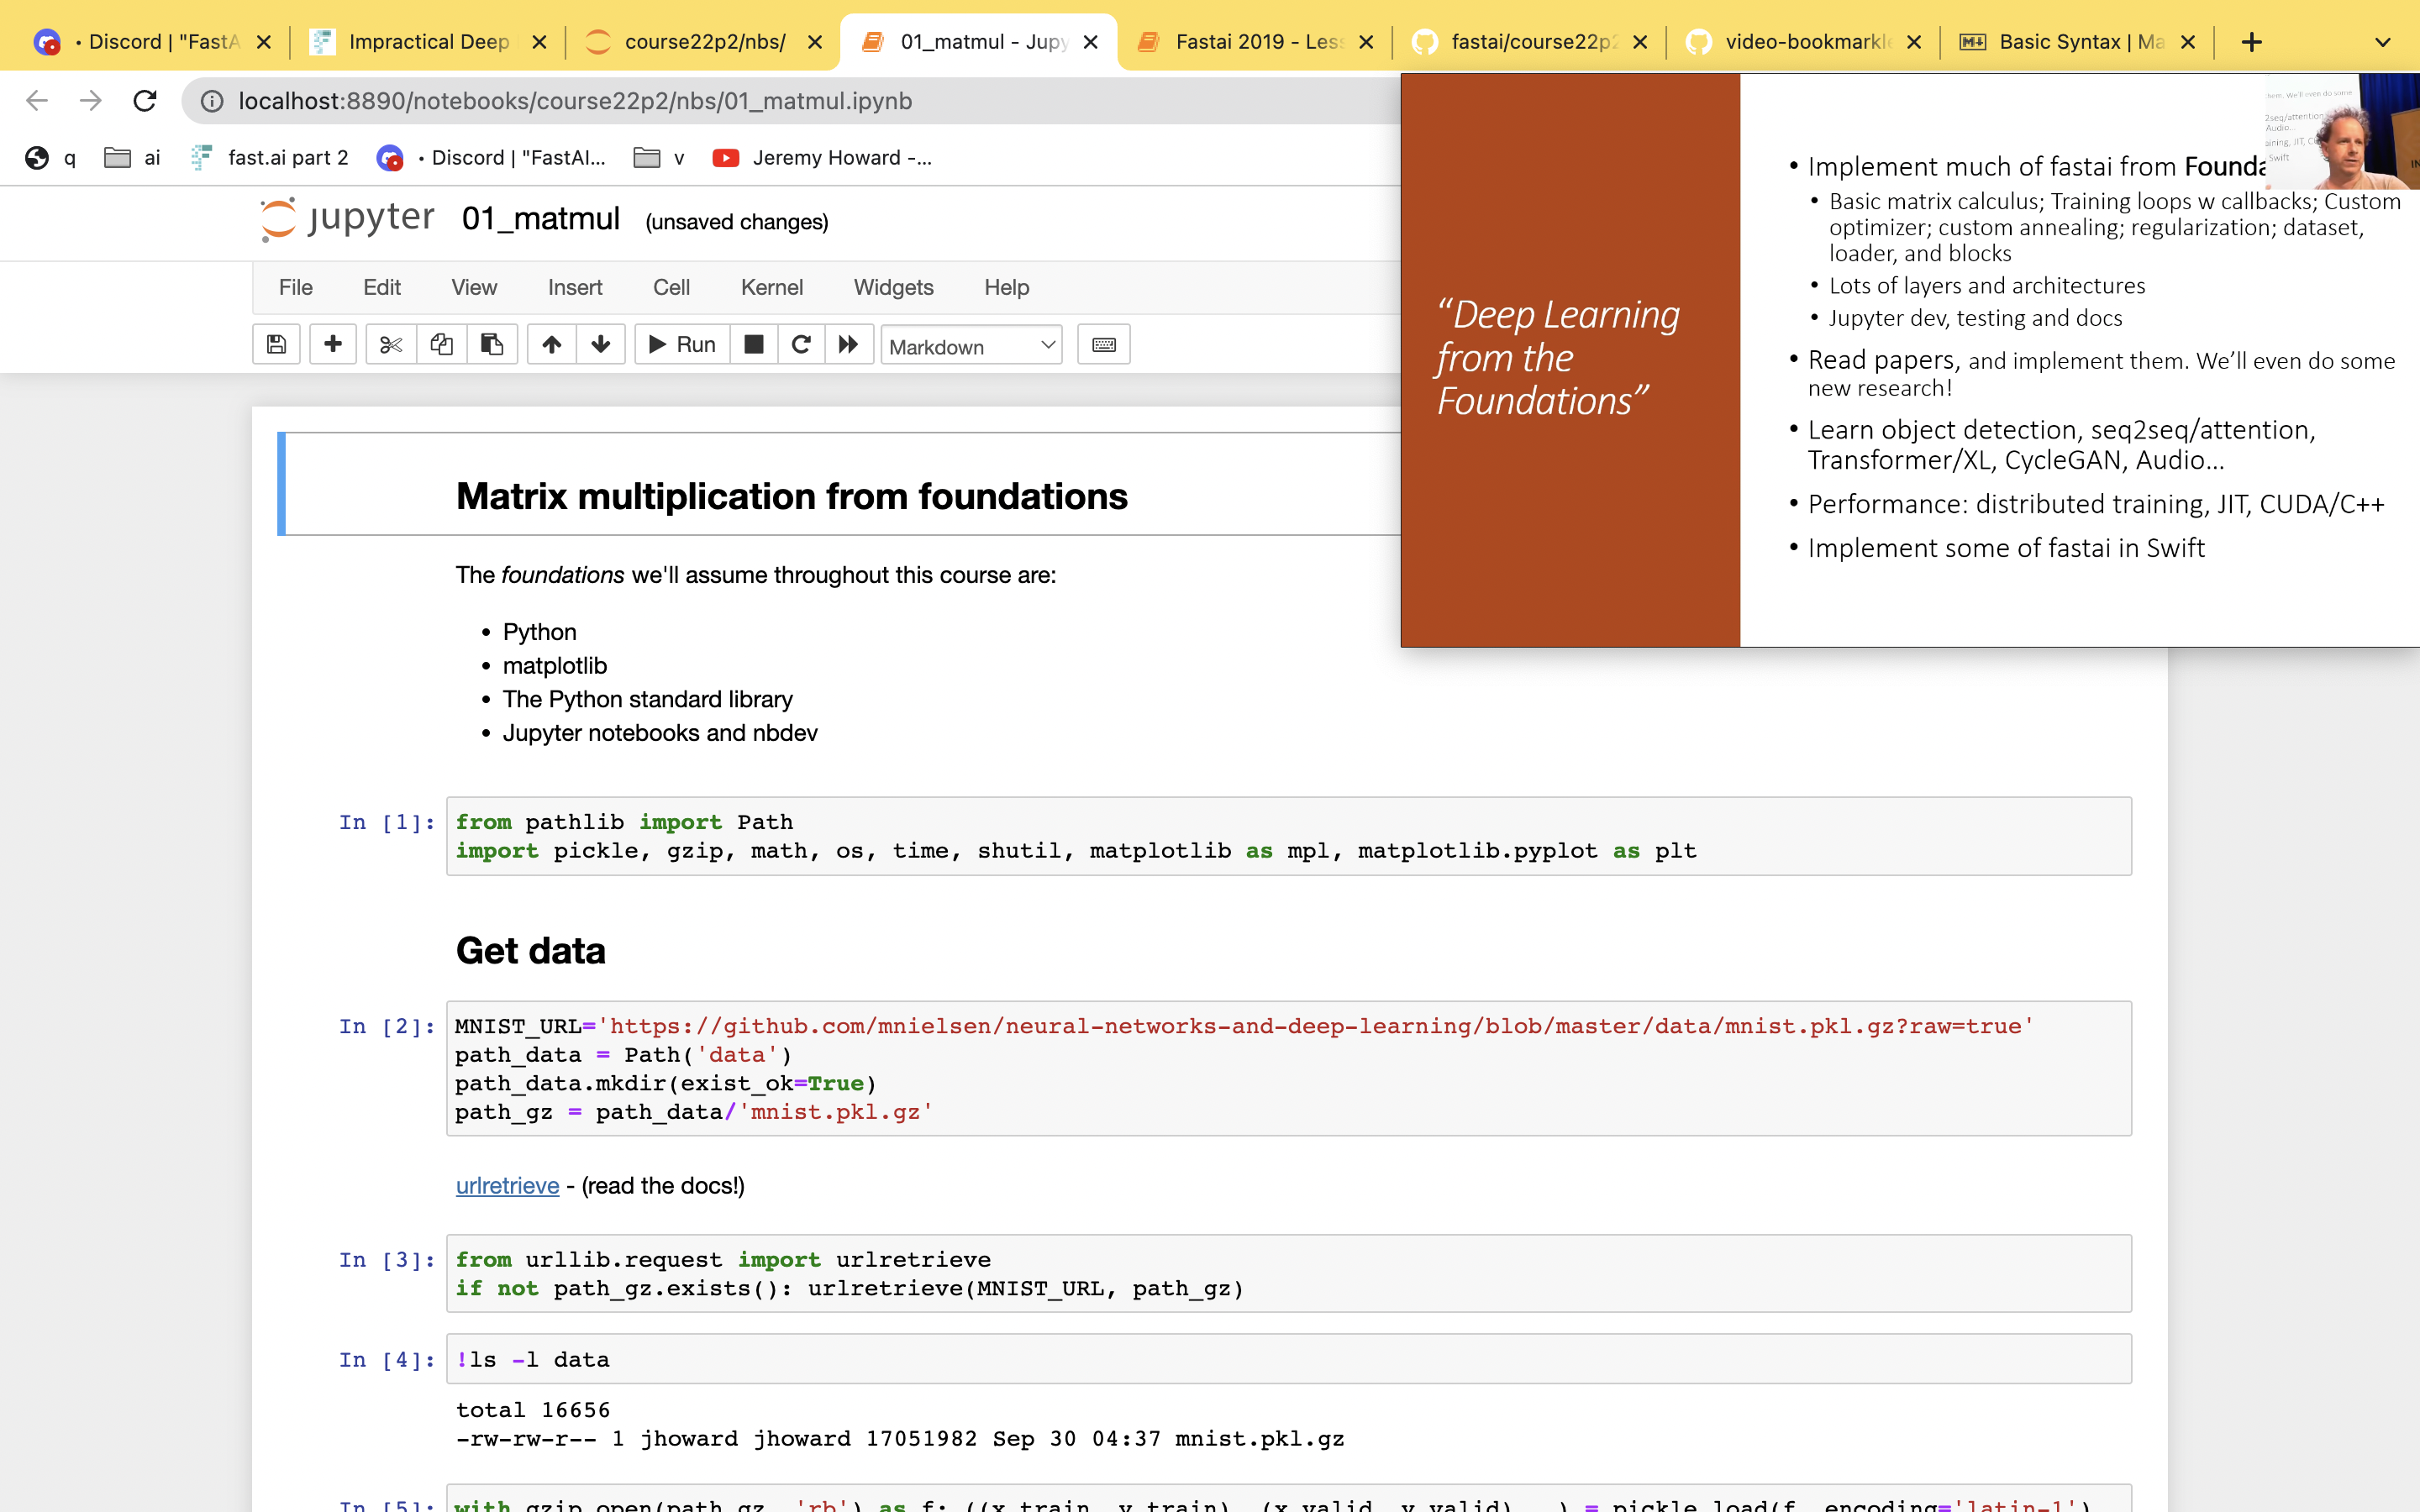 • Discord | "FastA
Impractical Deep
course22p2/nbs/
01_matmul - Jupy
Fastai 2019 - Less
fastai/course22p2
video-bookmarkle
Basic Syntax | Ma
localhost:8890/notebooks/course22p2/nbs/01_matmul.ipynb
q
ai
fast.ai part 2
• Discord | "FastAI...
v
Jeremy Howard -...
jupyter 01_matmul (unsaved changes)
File Edit View Insert Cell Kernel Widgets Help
Run
Markdown
Matrix multiplication from foundations
The foundations we'll assume throughout this course are:
• Python
• matplotlib
• The Python standard library
• Jupyter notebooks and nbdev
In [1]: from pathlib import Path
import pickle, gzip, math, os, time, shutil, matplotlib as mpl, matplotlib.pyplot as plt
Get data
In [2]: MNIST_URL='https://github.com/mnielsen/neural-networks-and-deep-learning/blob/master/data/mnist.pkl.gz?raw=true'
path_data = Path('data')
path_data.mkdir(exist_ok=True)
path_gz = path_data/'mnist.pkl.gz'
urlretrieve - (read the docs!)
In [3]: from urllib.request import urlretrieve
if not path_gz.exists(): urlretrieve(MNIST_URL, path_gz)
In [4]: !ls -l data
total 16656
-rw-rw-r-- 1 jhoward jhoward 17051982 Sep 30 04:37 mnist.pkl.gz
In [5]: with gzip.open(path_gz, 'rb') as f: ((x_train, y_train), (x_valid, y_valid), _) = pickle.load(f, encoding='latin-1')
“Deep Learning
from the
Foundations”
• Implement much of fastai from Founda
• Basic matrix calculus; Training loops w callbacks; Custom
optimizer; custom annealing; regularization; dataset,
loader, and blocks
• Lots of layers and architectures
• Jupyter dev, testing and docs
• Read papers, and implement them. We’ll even do some
new research!
• Learn object detection, seq2seq/attention,
Transformer/XL, CycleGAN, Audio...
• Performance: distributed training, JIT, CUDA/C++
• Implement some of fastai in Swift
them. We'll even do some
2seq/attention
Audio...
aining, JIT, C
Swift
IN